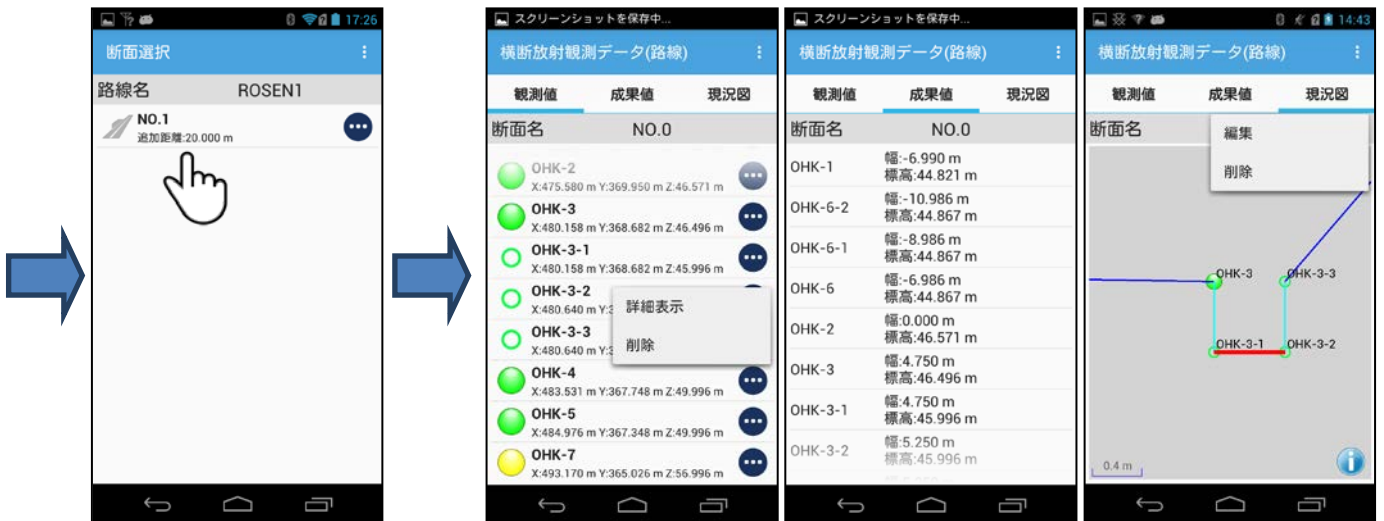 17:26
断面選択
路線名 ROSEN1
NO.1
追加距離:20.000 m
スクリーンショットを保存中...
横断放射観測データ(路線)
観測値 成果値 現況図
断面名 NO.0
OHK-2
X:475.580 m Y:369.950 m Z:46.571 m
OHK-3
X:480.158 m Y:368.682 m Z:46.496 m
OHK-3-1
X:480.158 m Y:368.682 m Z:45.996 m
OHK-3-2
X:480.640 m Y:3
OHK-3-3
X:480.640 m Y:3
詳細表示
削除
OHK-4
X:483.531 m Y:367.748 m Z:49.996 m
OHK-5
X:484.976 m Y:367.348 m Z:49.996 m
OHK-7
X:493.170 m Y:365.026 m Z:56.996 m
スクリーンショットを保存中...
横断放射観測データ(路線)
観測値 成果値 現況図
断面名 NO.0
OHK-1
幅:-6.990 m
標高:44.821 m
OHK-6-2
幅:-10.986 m
標高:44.867 m
OHK-6-1
幅:-8.986 m
標高:44.867 m
OHK-6
幅:-6.986 m
標高:44.867 m
OHK-2
幅:0.000 m
標高:46.571 m
OHK-3
幅:4.750 m
標高:46.496 m
OHK-3-1
幅:4.750 m
標高:45.996 m
OHK-3-2
幅:5.250 m
標高:45.996 m
14:43
横断放射観測データ(路線)
観測値 成果値 現況図
断面名
編集
削除
OHK-3 OHK-3-3
OHK-3-1 OHK-3-2
0.4 m